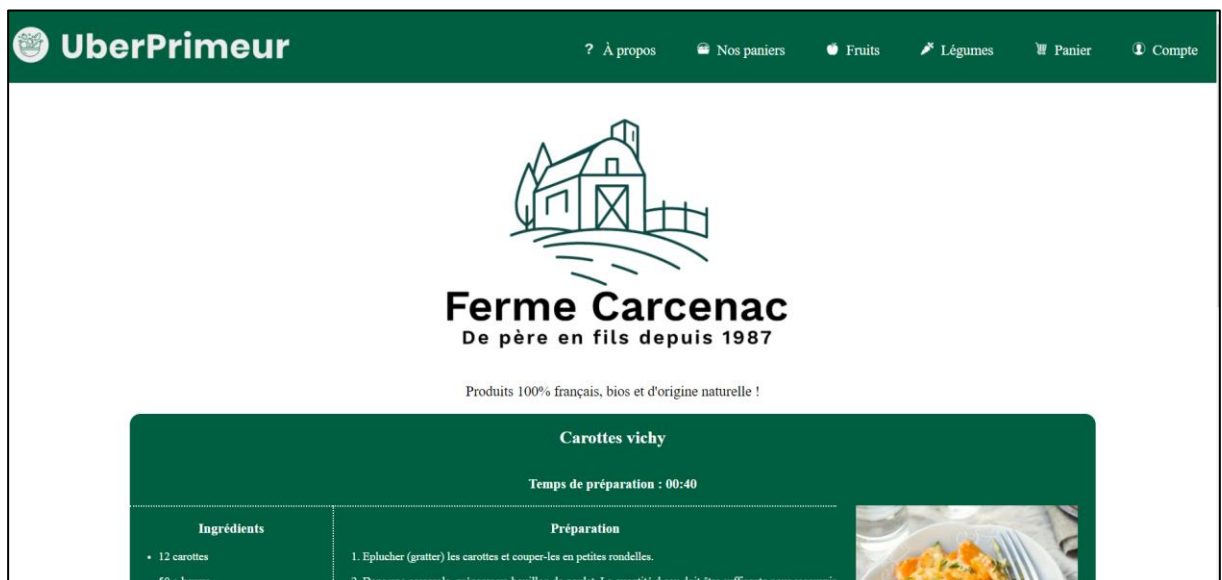 UberPrimeur
? À propos
Nos paniers
Fruits
Légumes
Panier
Compte
Ferme Carcenac
De père en fils depuis 1987
Produits 100% français, bios et d'origine naturelle !
Carottes vichy
Temps de préparation : 00:40
Ingrédients
Préparation
• 12 carottes
1. Eplucher (gratter) les carottes et couper-les en petites rondelles.